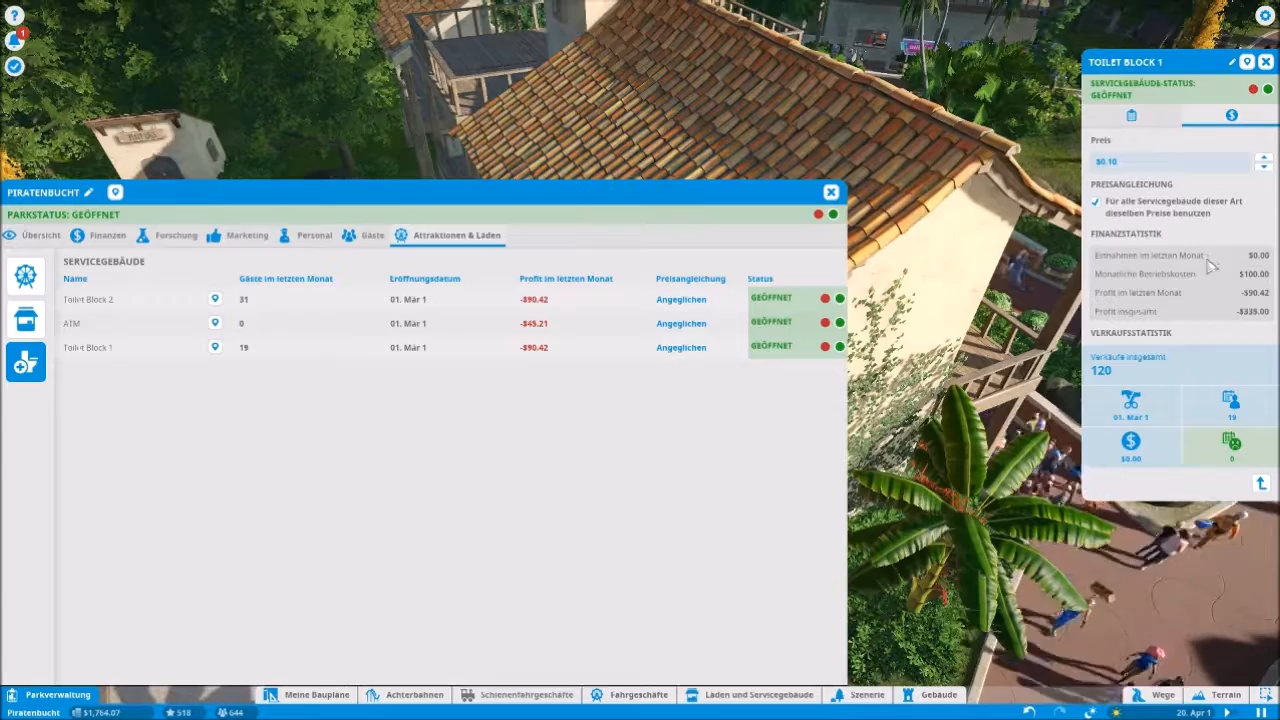 TOILET BLOCK 1
SERVICEGEBÄUDE-STATUS:
GEÖFFNET
Preis
$0.10
PREISANGLEICHUNG
Für alle Servicegebäude dieser Art
dieselben Preise benutzen
FINANZSTATISTIK
Einnahmen im letzten Monat $0.00
Monatliche Betriebskosten $100.00
Profit im letzten Monat -$90.42
Profit insgesamt -$335.00
VERKAUFSSTATISTIK
Verkäufe insgesamt
120
01. Mär 1 19
$0.00 0
PIRATENBUCHT
PARKSTATUS: GEÖFFNET
Übersicht Finanzen Forschung Marketing Personal Gäste Attraktionen & Läden
SERVICEGEBÄUDE
Name Gäste im letzten Monat Eröffnungsdatum Profit im letzten Monat Preisangleichung Status
Toilet Block 2 31 01. Mär 1 -$90.42 Angeglichen GEÖFFNET
ATM 0 01. Mär 1 -$45.21 Angeglichen GEÖFFNET
Toilet Block 1 19 01. Mär 1 -$90.42 Angeglichen GEÖFFNET
Parkverwaltung Meine Baupläne Achterbahnen Schienenfahrgeschäfte Fahrgeschäfte Läden und Servicegebäude Szenerie Gebäude Wege Terrain
Piratenbucht $1,764.07 518 644 20. Apr 1